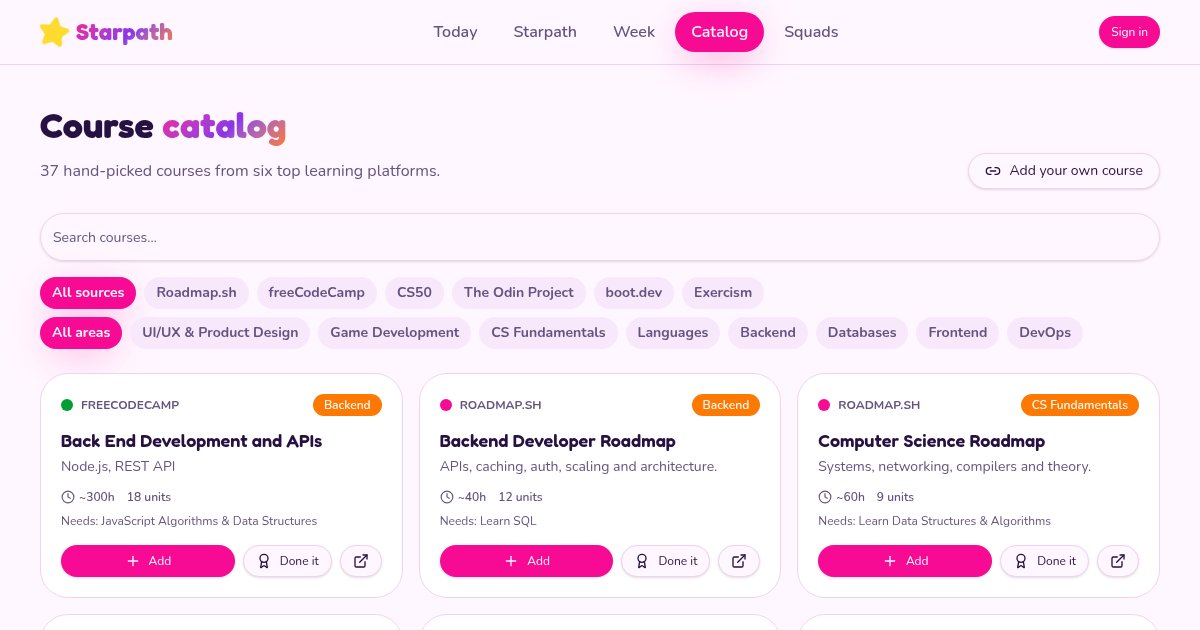 Starpath
Today Starpath Week Catalog Squads
Sign in
Course catalog
37 hand-picked courses from six top learning platforms.
Add your own course
Search courses...
All sources Roadmap.sh freeCodeCamp CS50 The Odin Project boot.dev Exercism
All areas UI/UX & Product Design Game Development CS Fundamentals Languages Backend Databases Frontend DevOps
FREECODECAMP Backend
Back End Development and APIs
Node.js, REST API
~300h 18 units
Needs: JavaScript Algorithms & Data Structures
Add Done it
ROADMAP.SH Backend
Backend Developer Roadmap
APIs, caching, auth, scaling and architecture.
~40h 12 units
Needs: Learn SQL
Add Done it
ROADMAP.SH CS Fundamentals
Computer Science Roadmap
Systems, networking, compilers and theory.
~60h 9 units
Needs: Learn Data Structures & Algorithms
Add Done it